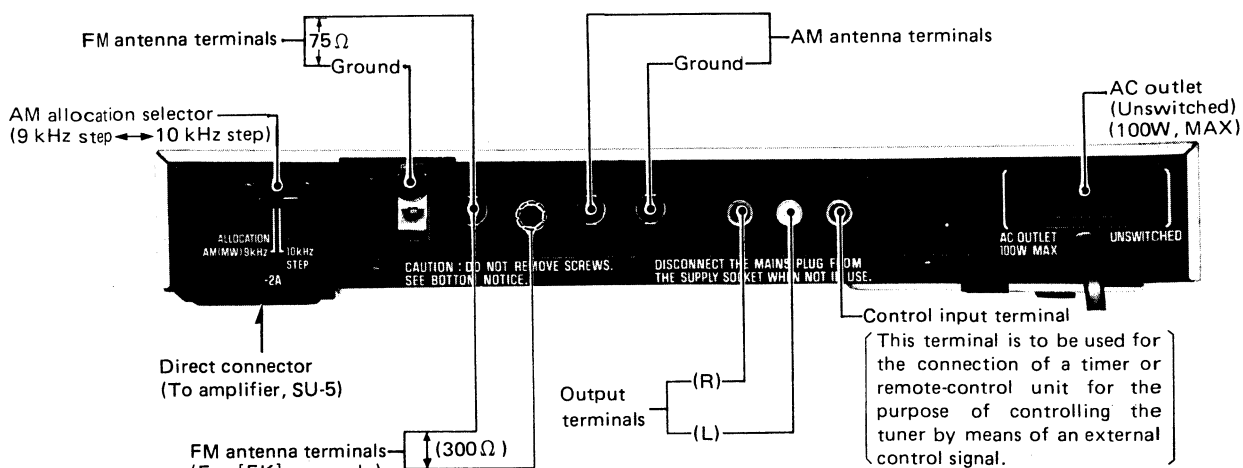 FM antenna terminals
75Ω
Ground
AM antenna terminals
Ground
AM allocation selector
(9 kHz step ◄► 10 kHz step)
AC outlet
(Unswitched)
(100W, MAX)
ALLOCATION
AM(MW)9kHz
10kHz
STEP
-2A
CAUTION : DO NOT REMOVE SCREWS.
SEE BOTTOM NOTICE.
DISCONNECT THE MAINS PLUG FROM
THE SUPPLY SOCKET WHEN NOT IN USE.
AC OUTLET
100W MAX
UNSWITCHED
Direct connector
(To amplifier, SU-5)
Output
terminals
(R)
(L)
Control input terminal
(This terminal is to be used for
the connection of a timer or
remote-control unit for the
purpose of controlling the
tuner by means of an external
control signal.)
FM antenna terminals
(300Ω)